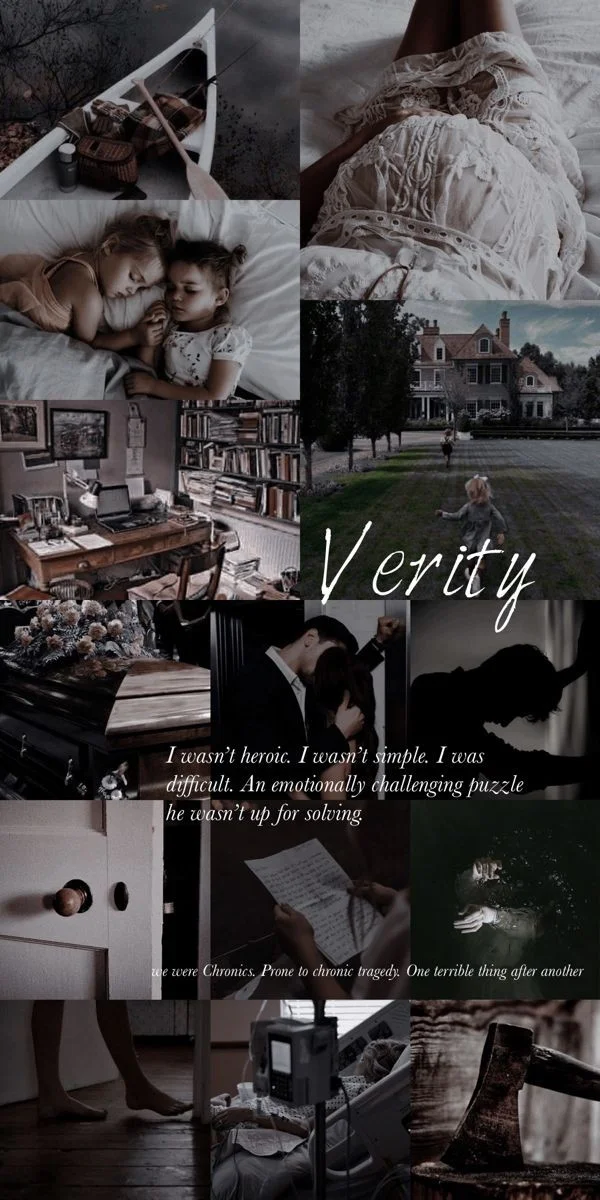 Verity
I wasn't heroic. I wasn't simple. I was
difficult. An emotionally challenging puzzle
he wasn't up for solving.
we were Chronics. Prone to chronic tragedy. One terrible thing after another